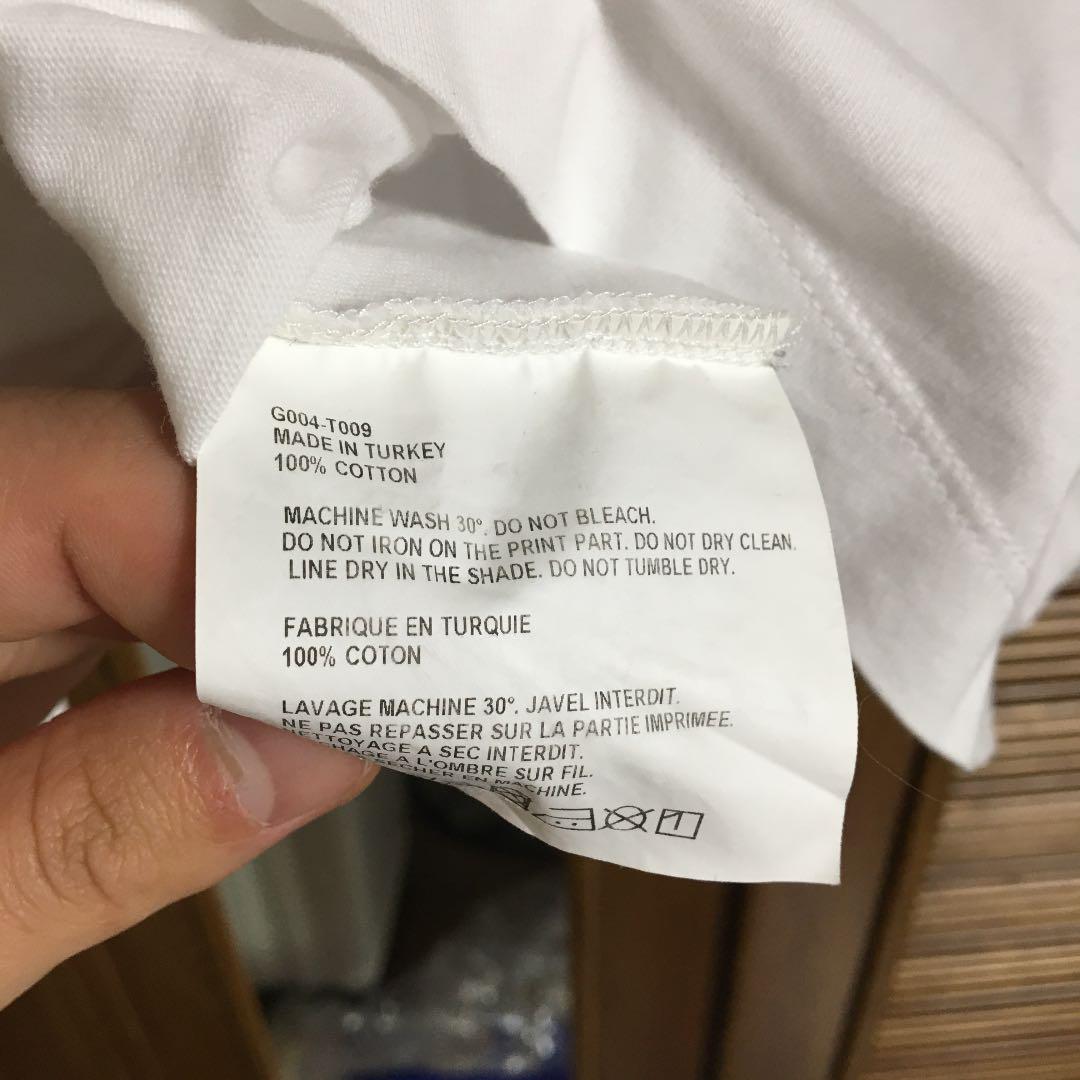 G004-T009
MADE IN TURKEY
100% COTTON
MACHINE WASH 30°. DO NOT BLEACH.
DO NOT IRON ON THE PRINT PART. DO NOT DRY CLEAN.
LINE DRY IN THE SHADE. DO NOT TUMBLE DRY.
FABRIQUE EN TURQUIE
100% COTON
LAVAGE MACHINE 30°. JAVEL INTERDIT.
NE PAS REPASSER SUR LA PARTIE IMPRIMEE.
NETTOYAGE A SEC INTERDIT.
A L'OMBRE SUR FIL.
SECHER EN MACHINE.